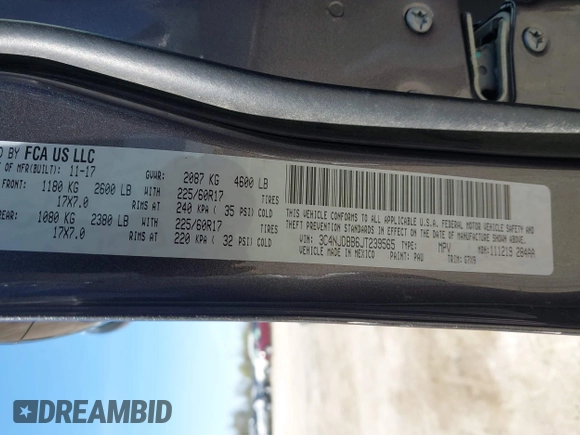 D BY FCA US LLC
OF MFR(BUILT): 11-17 GVWR: 2087 KG 4600 LB
FRONT: 1180 KG 2600 LB WITH 225/60R17
17X7.0 RIMS AT 240 KPA ( 35 PSI) COLD
REAR: 1080 KG 2380 LB WITH 225/60R17
17X7.0 RIMS AT 220 KPA ( 32 PSI) COLD
THIS VEHICLE CONFORMS TO ALL APPLICABLE U.S.A. FEDERAL MOTOR VEHICLE SAFETY AND
THEFT PREVENTION STANDARDS IN EFFECT ON THE DATE OF MANUFACTURE SHOWN ABOVE.
VIN: 3C4NJDBB6JT239565 TYPE: MPV MDH:111219 284AA
VEHICLE MADE IN MEXICO PAINT: PAU TRIM: G7X9
DREAMBID